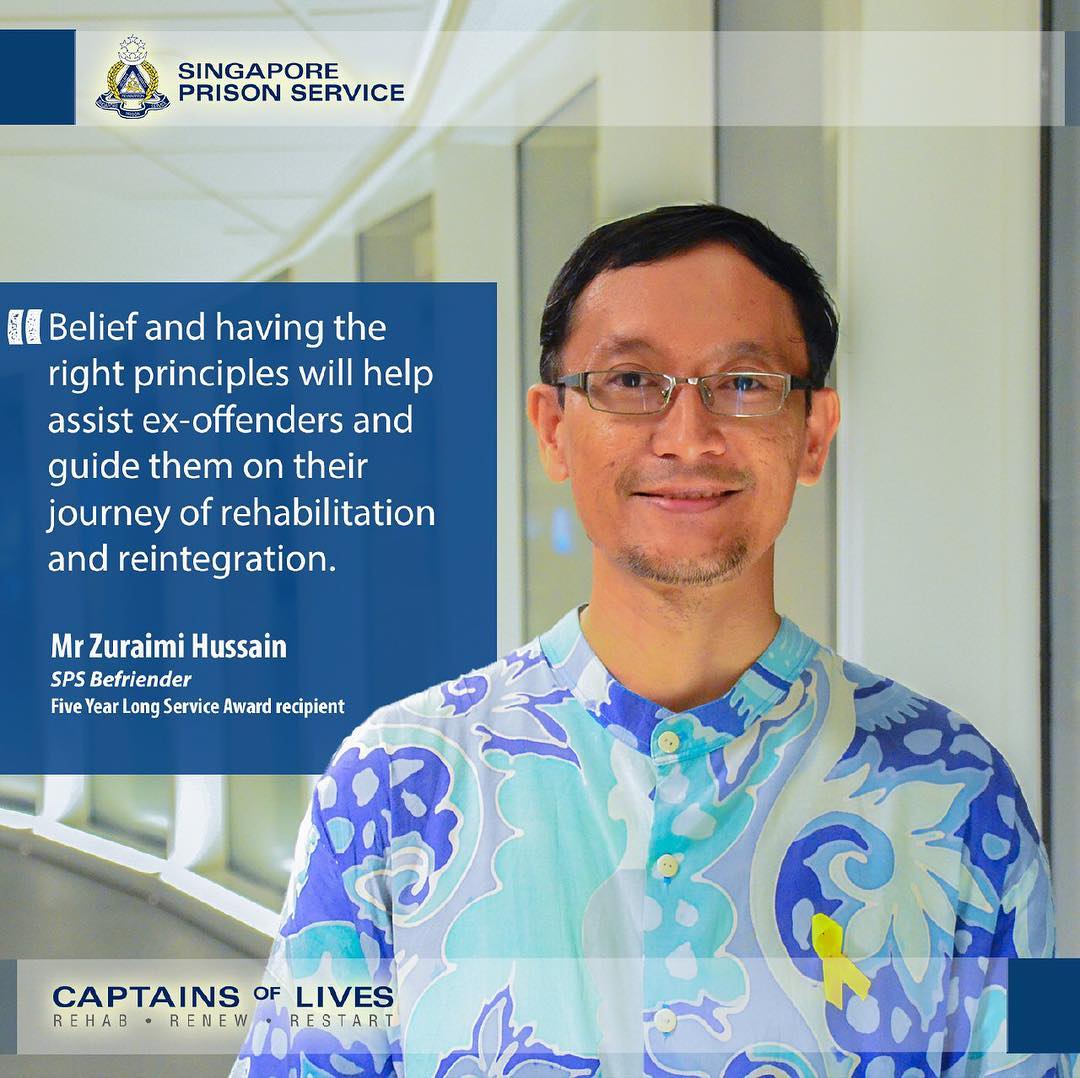 SINGAPORE
PRISON SERVICE
“Belief and having the
right principles will help
assist ex-offenders and
guide them on their
journey of rehabilitation
and reintegration.
Mr Zuraimi Hussain
SPS Befriender
Five Year Long Service Award recipient
CAPTAINS OF LIVES
REHAB • RENEW • RESTART